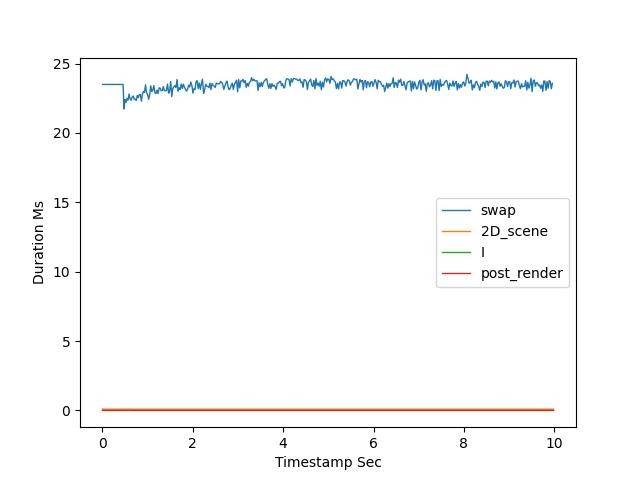 25
20
15
10
5
0
Duration Ms
swap
2D_scene
I
post_render
0 2 4 6 8 10
Timestamp Sec